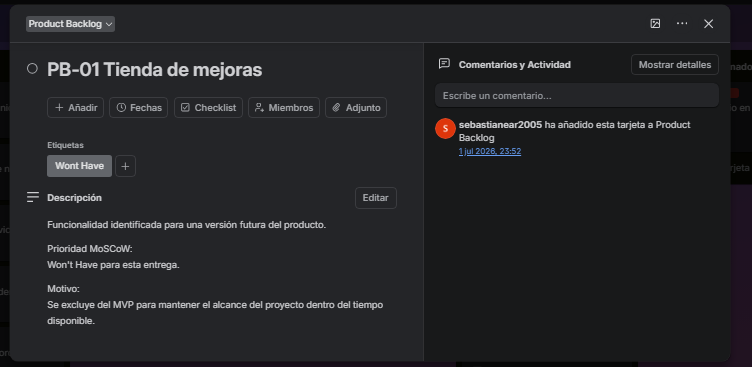 Product Backlog
PB-01 Tienda de mejoras
+ Añadir
Fechas
Checklist
Miembros
Adjunto
Etiquetas
Wont Have
+
Descripción
Editar
Funcionalidad identificada para una versión futura del producto.
Prioridad MoSCoW:
Won't Have para esta entrega.
Motivo:
Se excluye del MVP para mantener el alcance del proyecto dentro del tiempo
disponible.
Comentarios y Actividad
Mostrar detalles
Escribe un comentario...
S
sebastianear2005 ha añadido esta tarjeta a Product
Backlog
1 jul 2026, 23:52